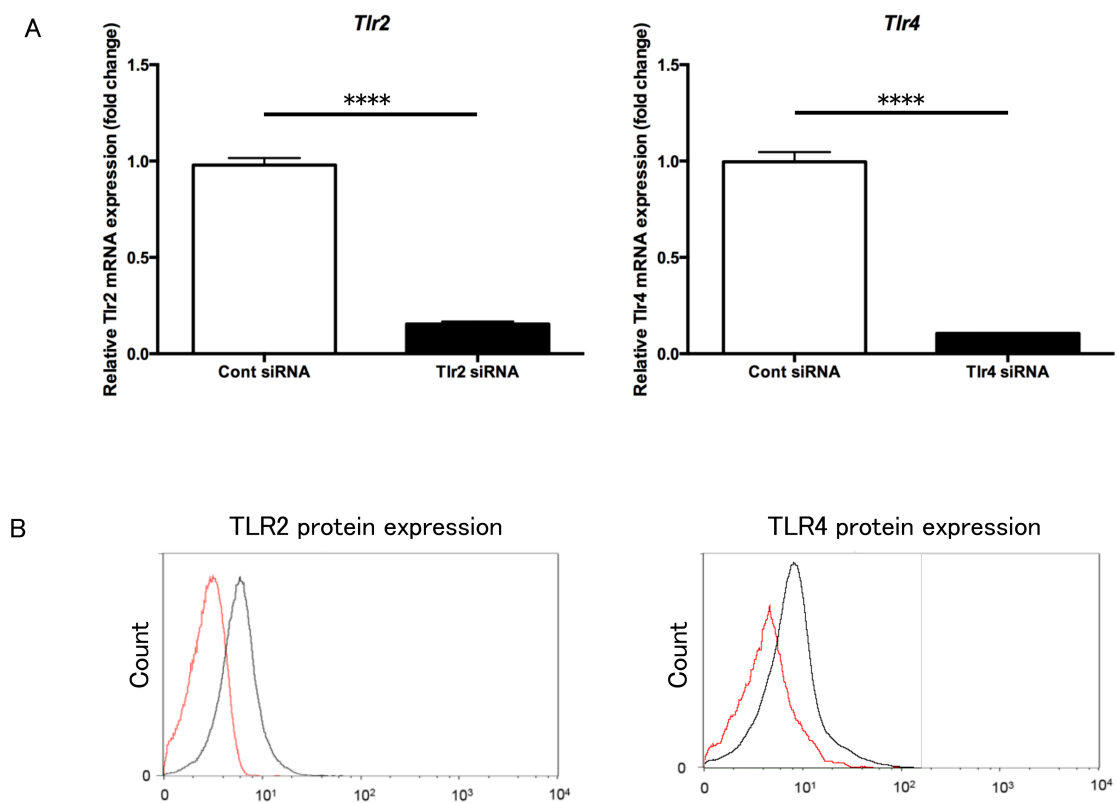 A
Tlr2
Relative Tlr2 mRNA expression (fold change)
1.5
1.0
0.5
0.0
****
Cont siRNA
Tlr2 siRNA
Tlr4
Relative Tlr4 mRNA expression (fold change)
1.5
1.0
0.5
0.0
****
Cont siRNA
Tlr4 siRNA
B
TLR2 protein expression
Count
0
0
10¹
10²
10³
10⁴
TLR4 protein expression
Count
0
0
10¹
10²
10³
10⁴